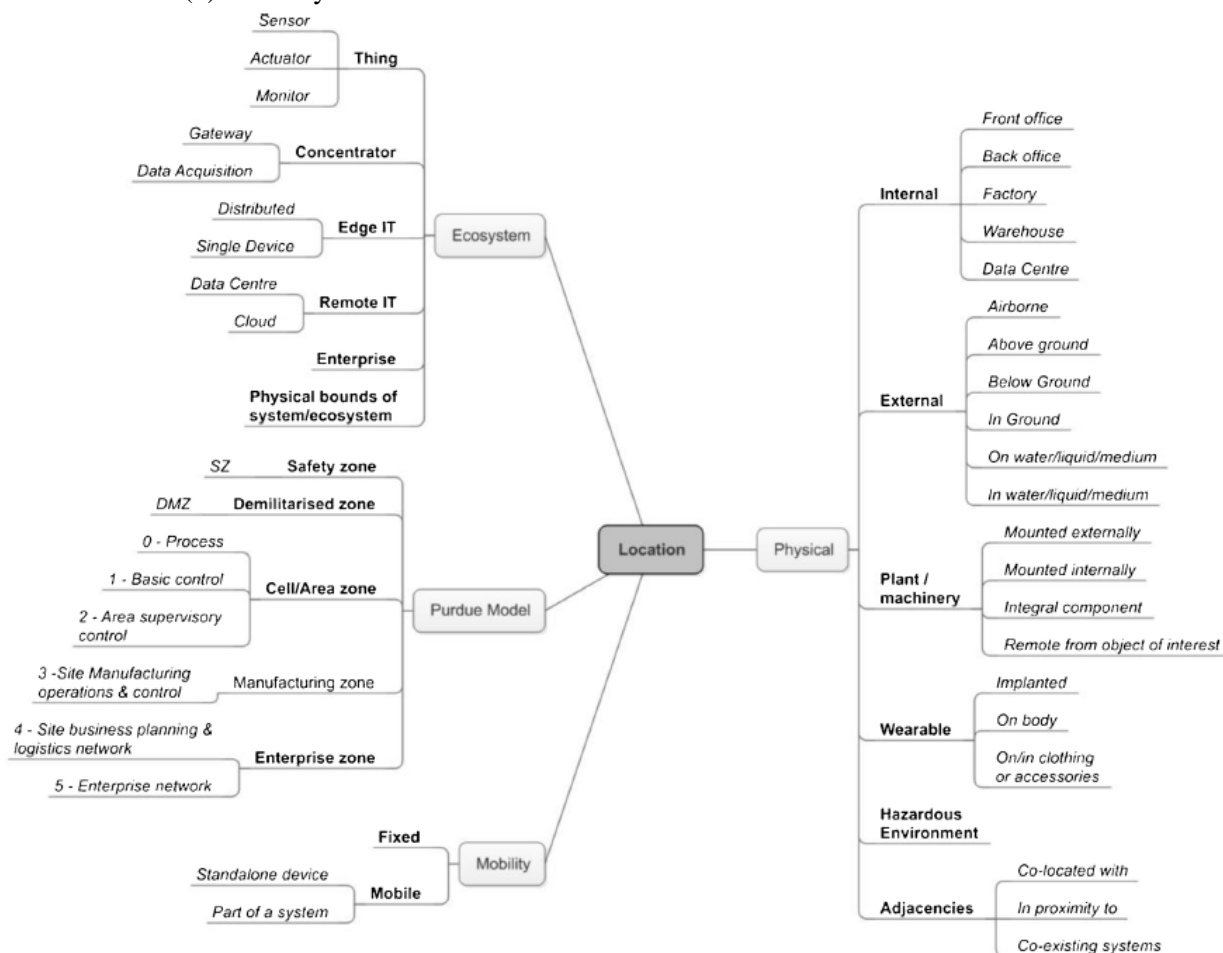 Sensor
Actuator
Monitor
Thing
Gateway
Data Acquisition
Concentrator
Distributed
Single Device
Edge IT
Data Centre
Cloud
Remote IT
Enterprise
Physical bounds of
system/ecosystem
Ecosystem
SZ
Safety zone
DMZ
Demilitarised zone
0 - Process
1 - Basic control
2 - Area supervisory
control
Cell/Area zone
3 -Site Manufacturing
operations & control
Manufacturing zone
4 - Site business planning &
logistics network
5 - Enterprise network
Enterprise zone
Purdue Model
Fixed
Standalone device
Part of a system
Mobile
Mobility
Location
Physical
Internal
Front office
Back office
Factory
Warehouse
Data Centre
External
Airborne
Above ground
Below Ground
In Ground
On water/liquid/medium
In water/liquid/medium
Plant /
machinery
Mounted externally
Mounted internally
Integral component
Remote from object of interest
Wearable
Implanted
On body
On/in clothing
or accessories
Hazardous
Environment
Adjacencies
Co-located with
In proximity to
Co-existing systems